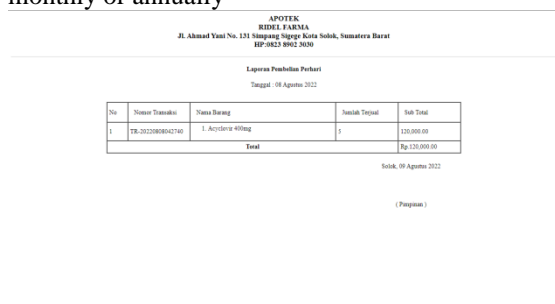 monthly or annually
APOTEK
RIDEL FARMA
Jl. Ahmad Yani No. 131 Simpang Sigege Kota Solok, Sumatera Barat
HP:0823 8902 3030
Laporan Pembelian Perhari
Tanggal : 08 Agustus 2022
No Nomor Transaksi Nama Barang Jumlah Terjual Sub Total
1 TR-20220808042740 1. Acyclovir 400mg 5 120,000.00
Total Rp.120,000.00
Solok, 09 Agustus 2022
( Pimpinan )